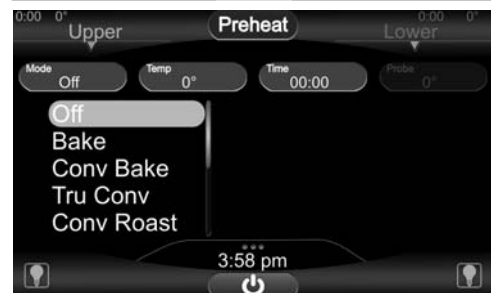 0:00 0° Upper Preheat 0:00 0° Lower
Mode Off Temp 0° Time 00:00 Probe 0°
Off
Bake
Conv Bake
Tru Conv
Conv Roast
3:58 pm